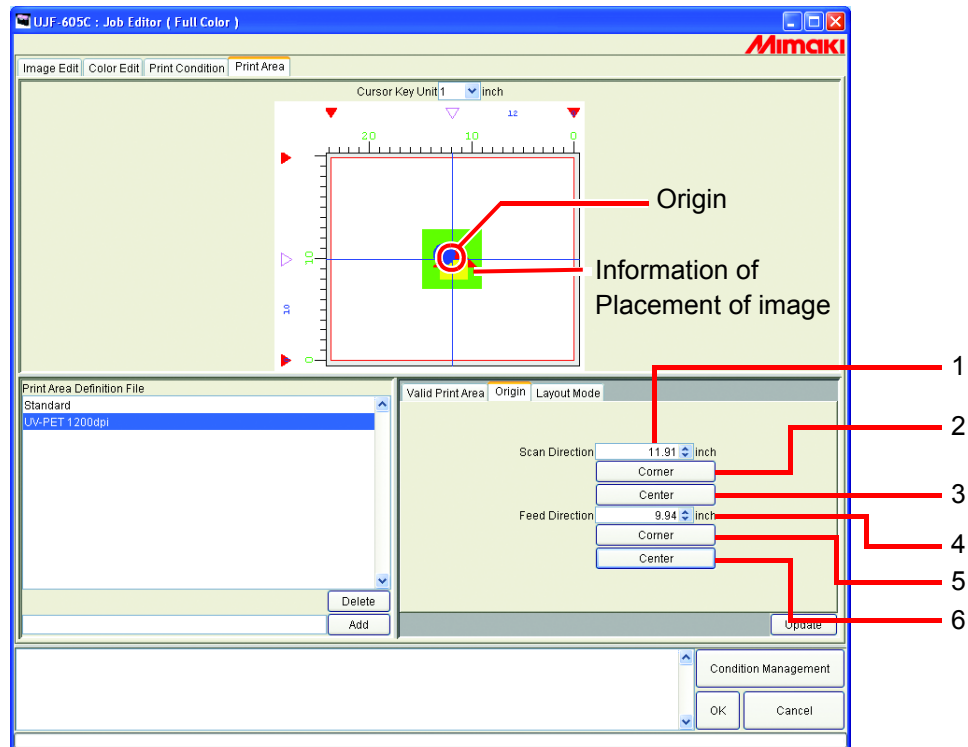 UJF-605C : Job Editor ( Full Color )
Mimaki
Image Edit Color Edit Print Condition Print Area
Cursor Key Unit 1 inch
12
20 10 0
Origin
10
Information of
Placement of image
10
0
1
Print Area Definition File
Valid Print Area Origin Layout Mode
Standard
UV-PET 1200dpi
2
Scan Direction 11.91 inch
Corner
Center
3
Feed Direction 9.94 inch
4
Corner
Center
5
Delete
Add
Update
6
Condition Management
OK Cancel